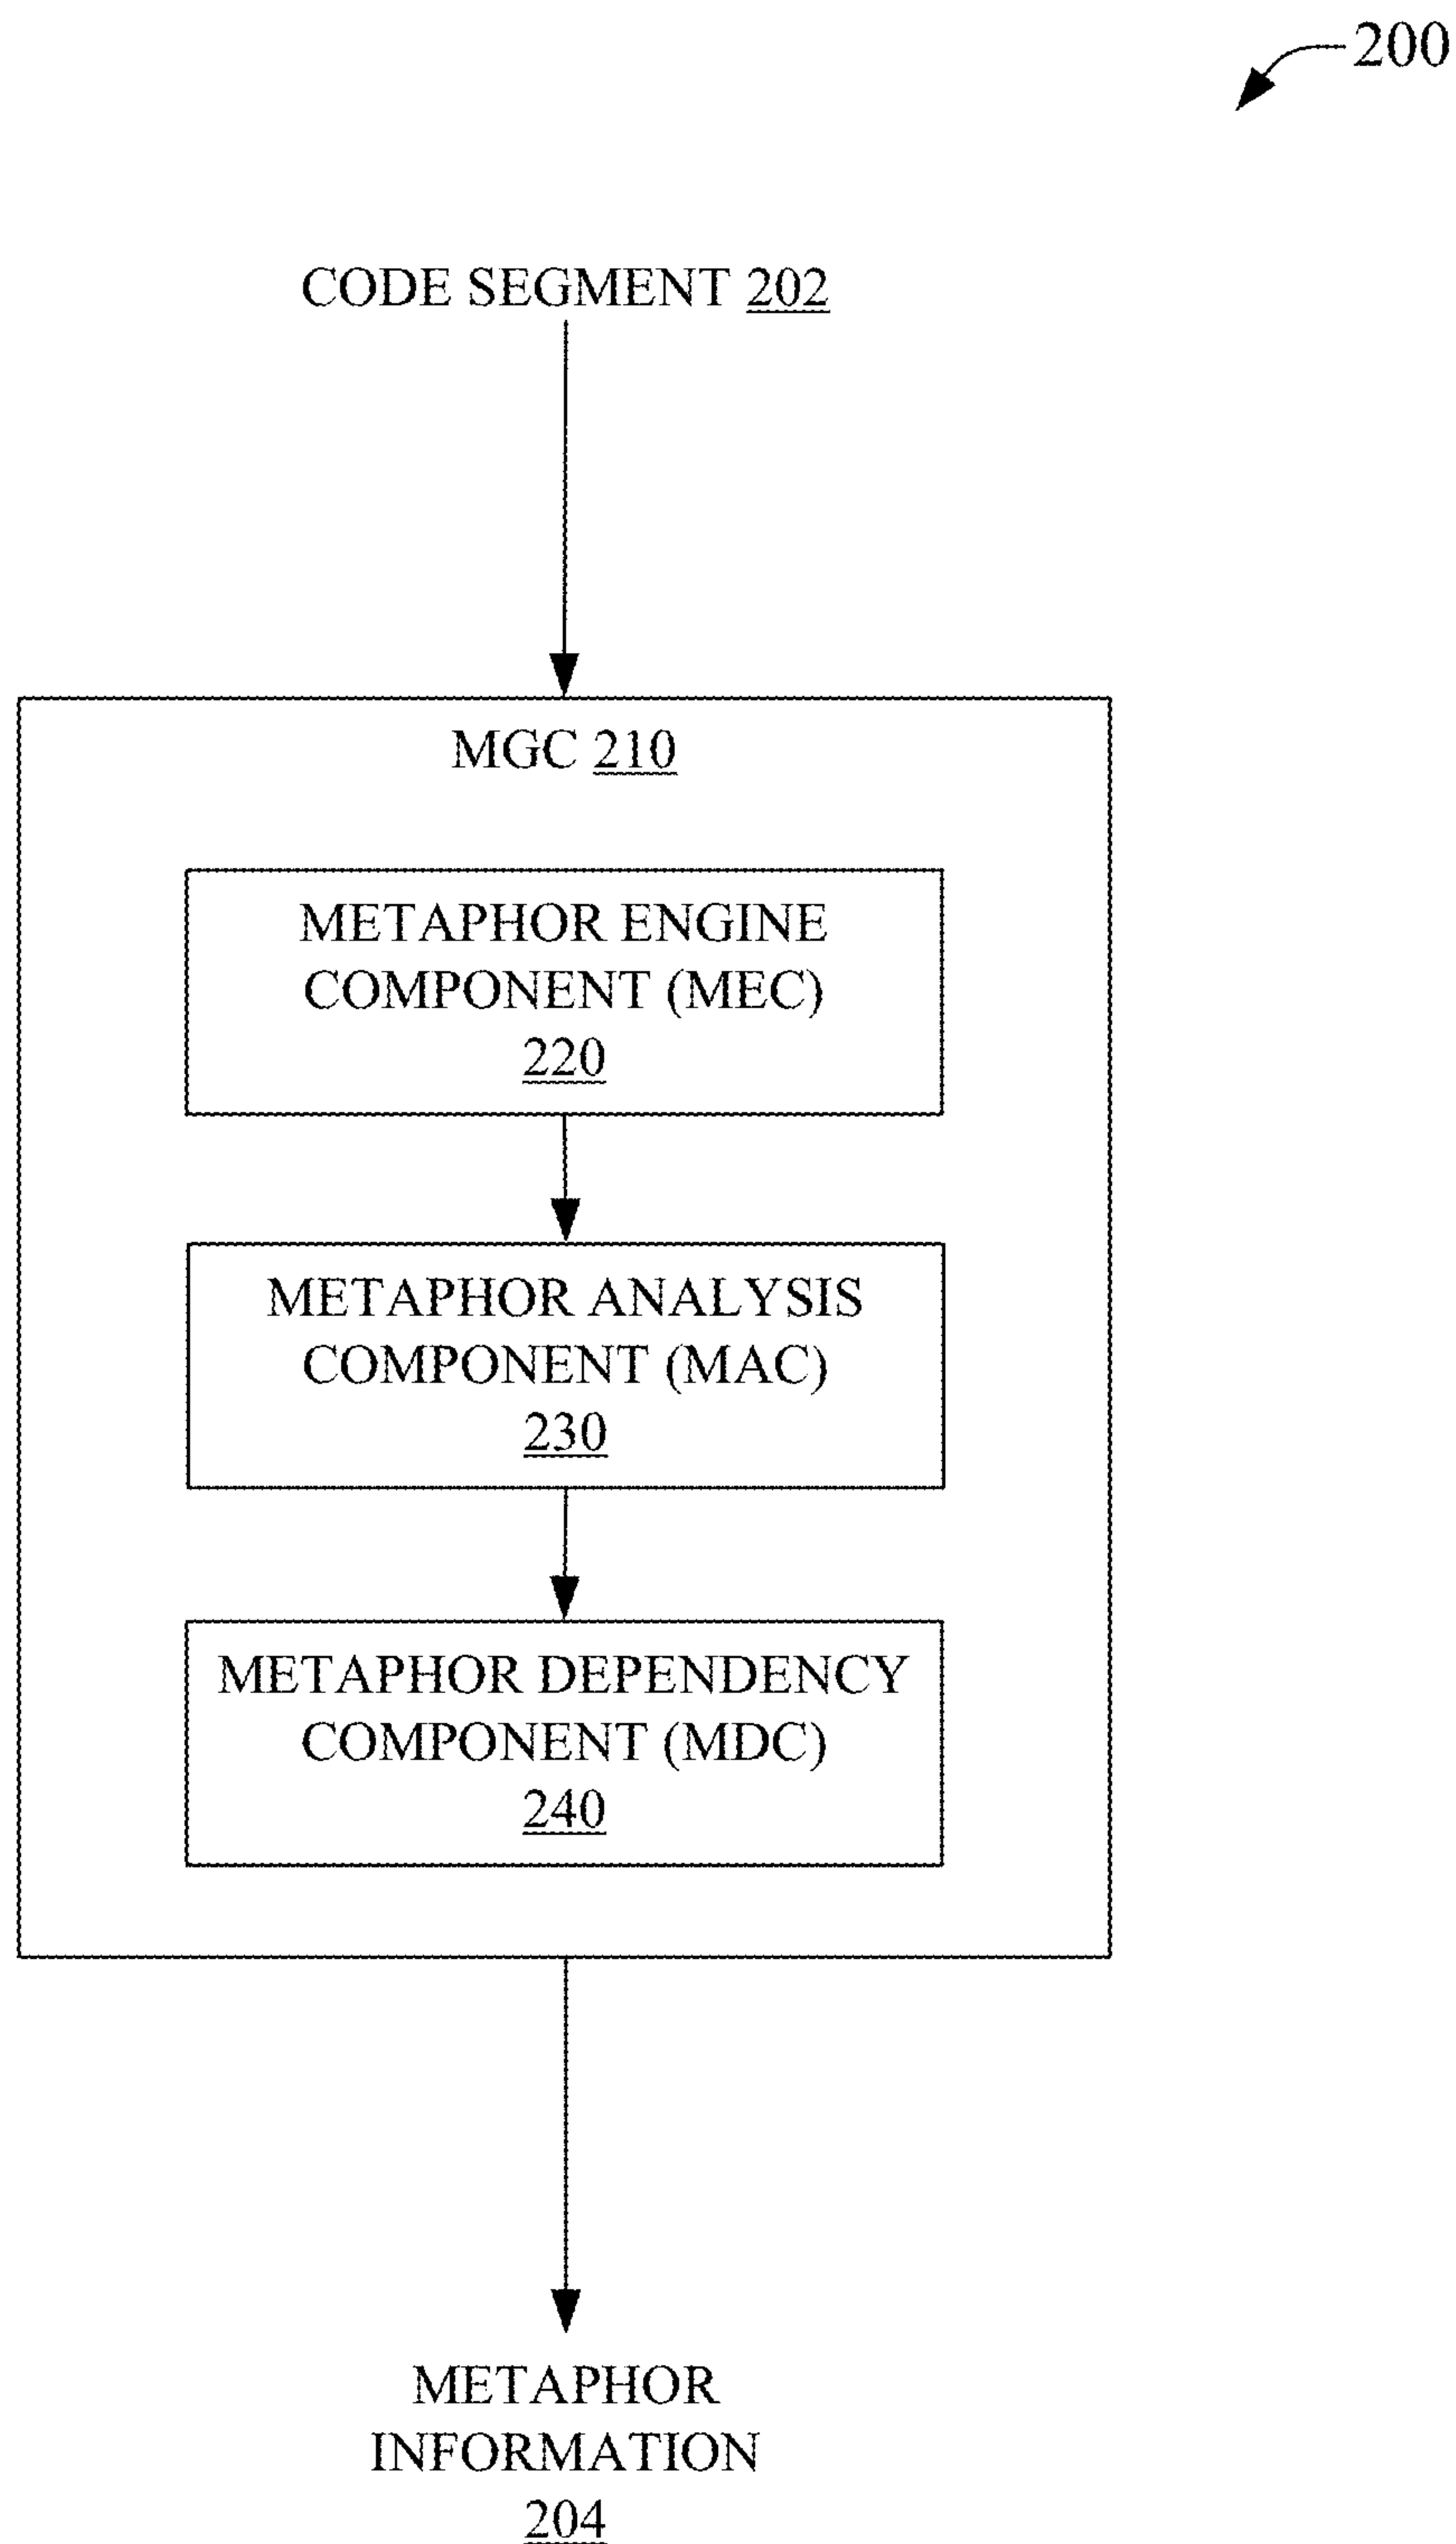 200
CODE SEGMENT 202
MGC 210
METAPHOR ENGINE
COMPONENT (MEC)
220
METAPHOR ANALYSIS
COMPONENT (MAC)
230
METAPHOR DEPENDENCY
COMPONENT (MDC)
240
METAPHOR
INFORMATION
204